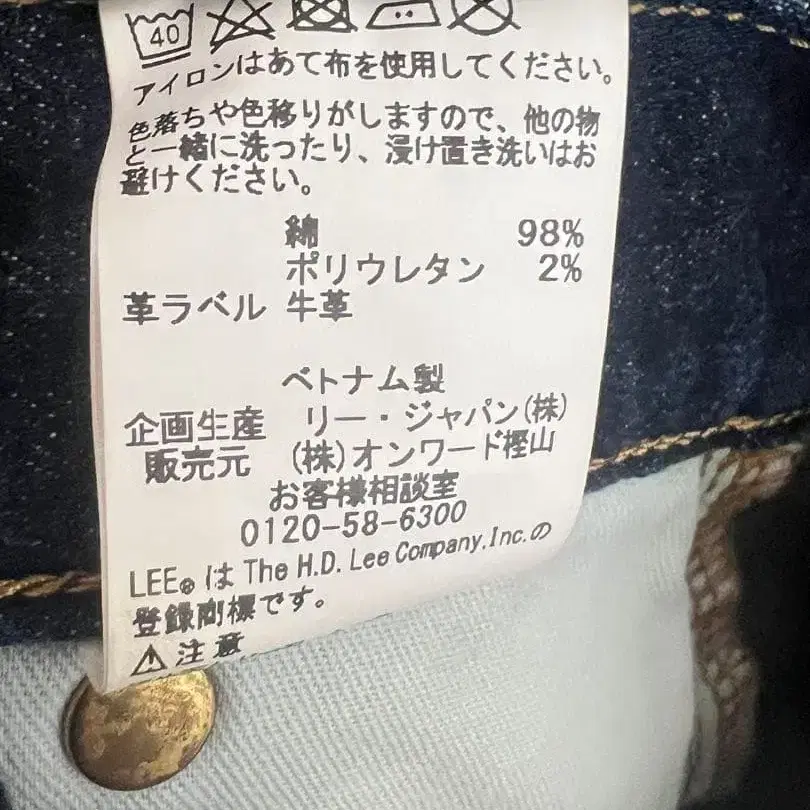 40
アイロンはあて布を使用してください。
色落ちや色移りがしますので、他の物
と一緒に洗ったり、浸け置き洗いはお
避けください。
綿 98%
ポリウレタン 2%
革ラベル 牛革
ベトナム製
企画生産 リー・ジャパン(株)
販売元 (株)オンワード樫山
お客様相談室
0120-58-6300
LEE®は The H.D. Lee Company.Inc.の
登録商標です。
⚠注意